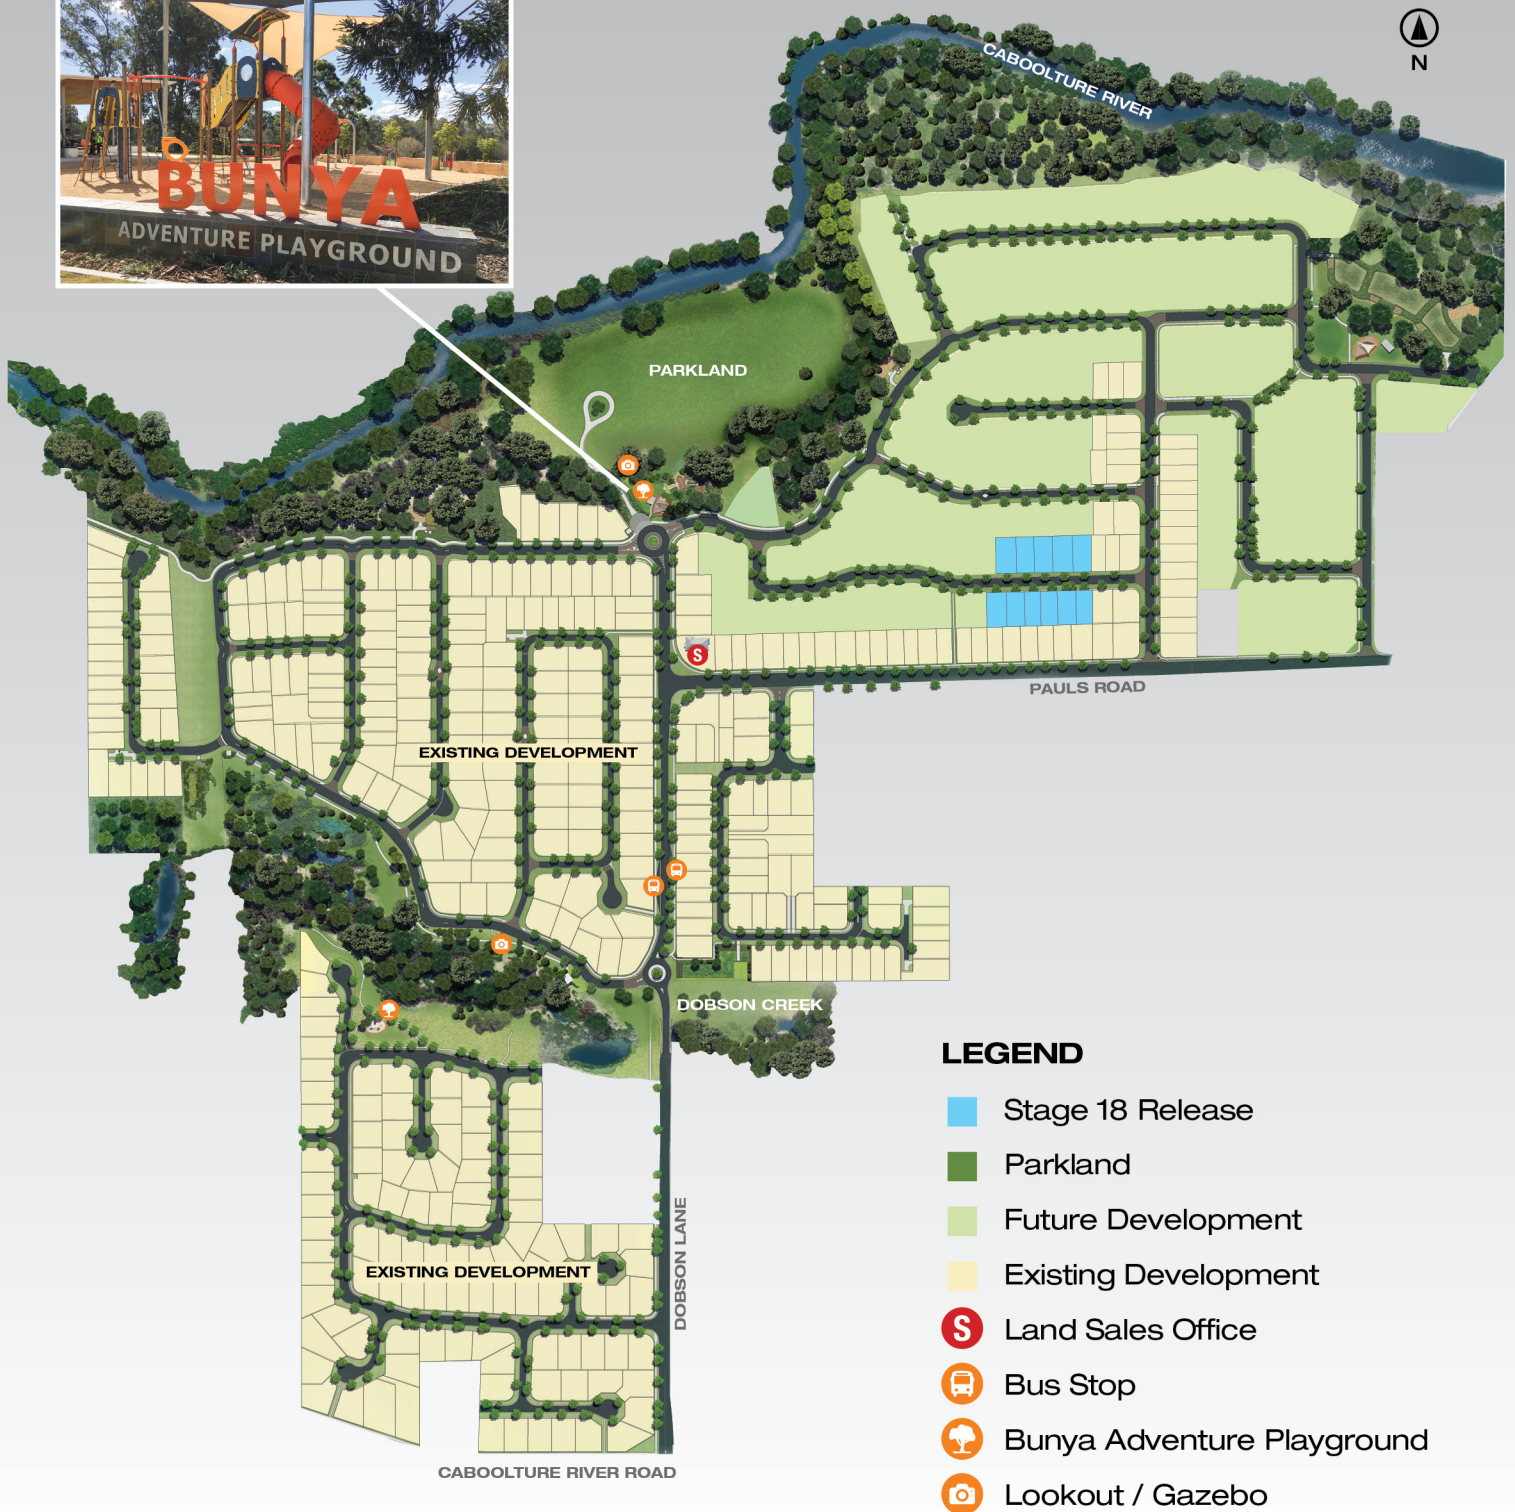 BUNYA
ADVENTURE PLAYGROUND
N
CABOOLTURE RIVER
PARKLAND
S
PAULS ROAD
EXISTING DEVELOPMENT
DOBSON CREEK
DOBSON LANE
EXISTING DEVELOPMENT
CABOOLTURE RIVER ROAD
LEGEND
Stage 18 Release
Parkland
Future Development
Existing Development
S Land Sales Office
Bus Stop
Bunya Adventure Playground
Lookout / Gazebo